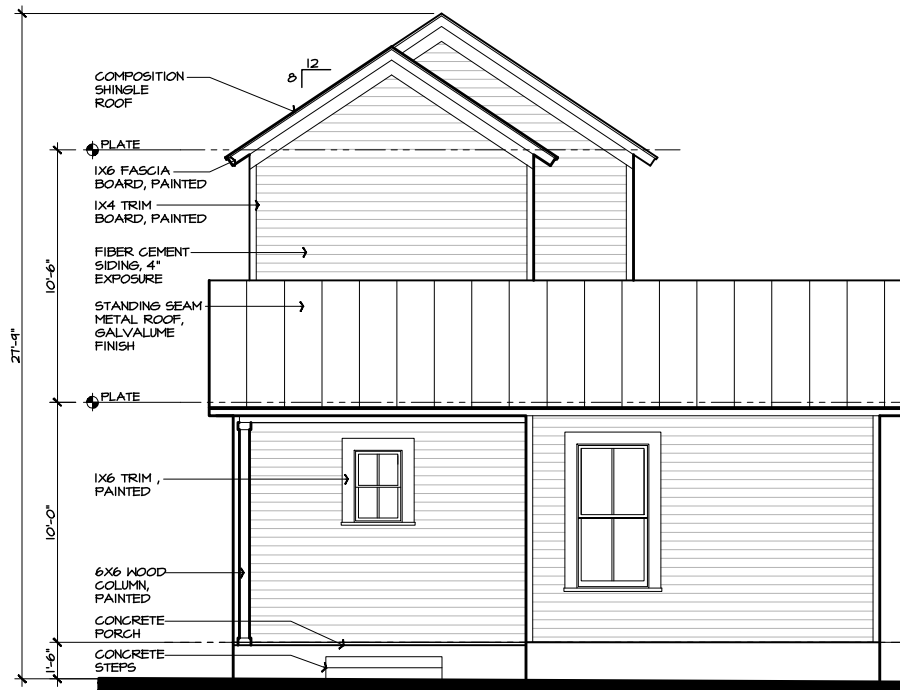 12
8
COMPOSITION
SHINGLE
ROOF
PLATE
1X6 FASCIA
BOARD, PAINTED
1X4 TRIM
BOARD, PAINTED
FIBER CEMENT
SIDING, 4"
EXPOSURE
10'-6"
STANDING SEAM
METAL ROOF,
GALVALUME
FINISH
27'-9"
PLATE
1X6 TRIM ,
PAINTED
10'-0"
6X6 WOOD
COLUMN,
PAINTED
CONCRETE
PORCH
CONCRETE
STEPS
1'-6"